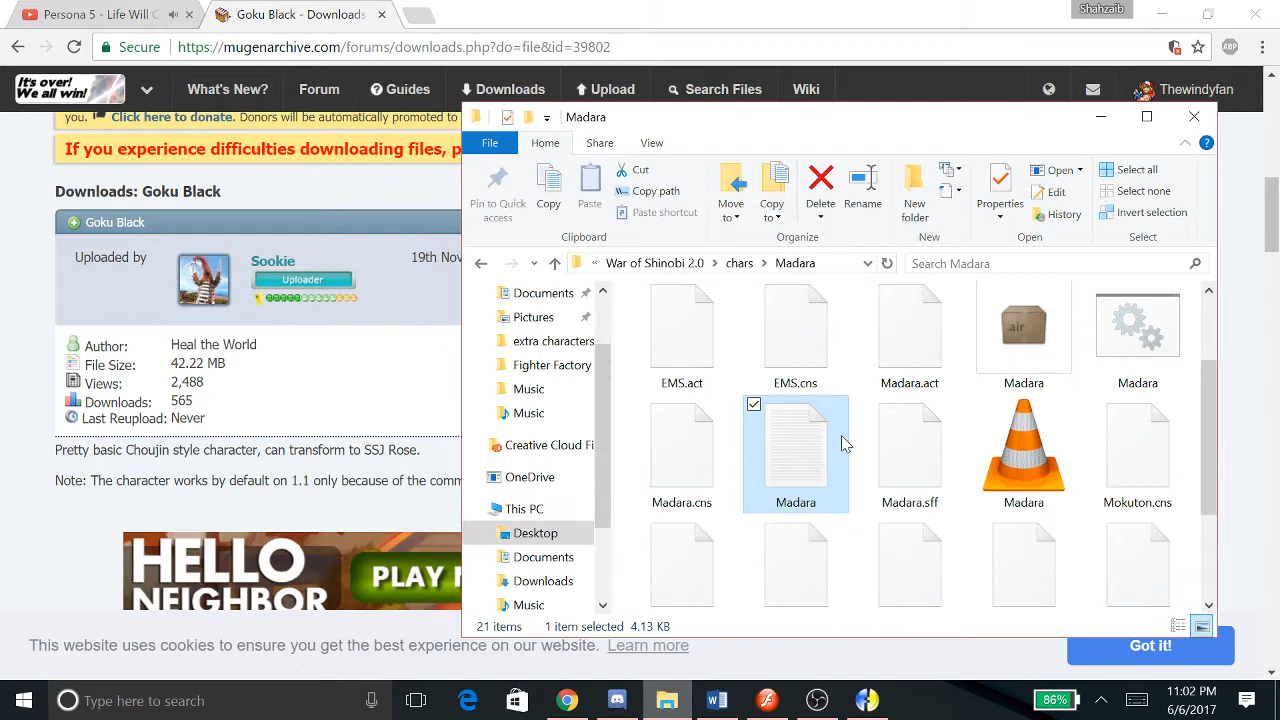 Persona 5 - Life Will C
Goku Black - Downloads
Shahzaib
Secure
https://mugenarchive.com/forums/downloads.php?do=file&id=39802
ABP
It's over!
We all win!
What's New?
Forum
Guides
Downloads
Upload
Search Files
Wiki
Thewindyfan
you. Click here to donate. Donors will be automatically promoted to
If you experience difficulties downloading files, p
Downloads: Goku Black
Goku Black
Uploaded by
Sookie
Uploader
19th Nov
Author: Heal the World
File Size: 42.22 MB
Views: 2,488
Downloads: 565
Last Reupload: Never
Pretty basic Choujin style character, can transform to SSJ Rose.
Note: The character works by default on 1.1 only because of the comm
HELLO
NEIGHBOR
PLAY
This website uses cookies to ensure you get the best experience on our website. Learn more
Got it!
Madara
File
Home
Share
View
Pin to Quick
access
Copy
Paste
Cut
Copy path
Paste shortcut
Move
to
Copy
to
Delete
Rename
New
folder
Properties
Open
Edit
History
Select all
Select none
Invert selection
Clipboard
Organize
New
Open
Select
« War of Shinobi 2.0 > chars > Madara
Search Madara
Documents
Pictures
extra characters
Fighter Factory
Music
Music
Creative Cloud Fi
OneDrive
This PC
Desktop
Documents
Downloads
Music
air
EMS.act
EMS.cns
Madara.act
Madara
Madara
Madara.cns
Madara
Madara.sff
Madara
Mokuton.cns
21 items
1 item selected 4.13 KB
Type here to search
86%
11:02 PM
6/6/2017